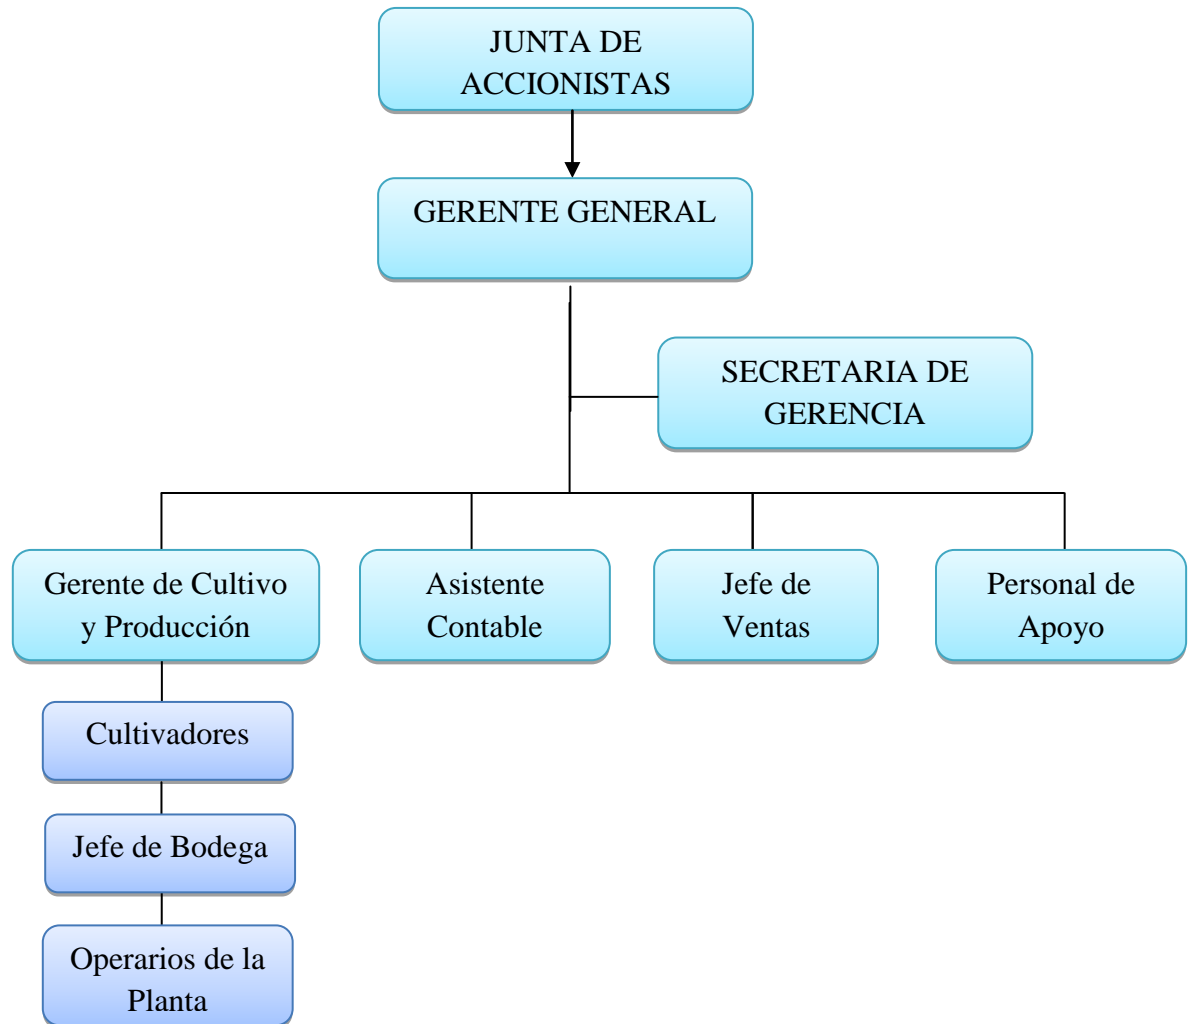 JUNTA DE
ACCIONISTAS
GERENTE GENERAL
SECRETARIA DE
GERENCIA
Gerente de Cultivo
y Producción
Asistente
Contable
Jefe de
Ventas
Personal de
Apoyo
Cultivadores
Jefe de Bodega
Operarios de la
Planta